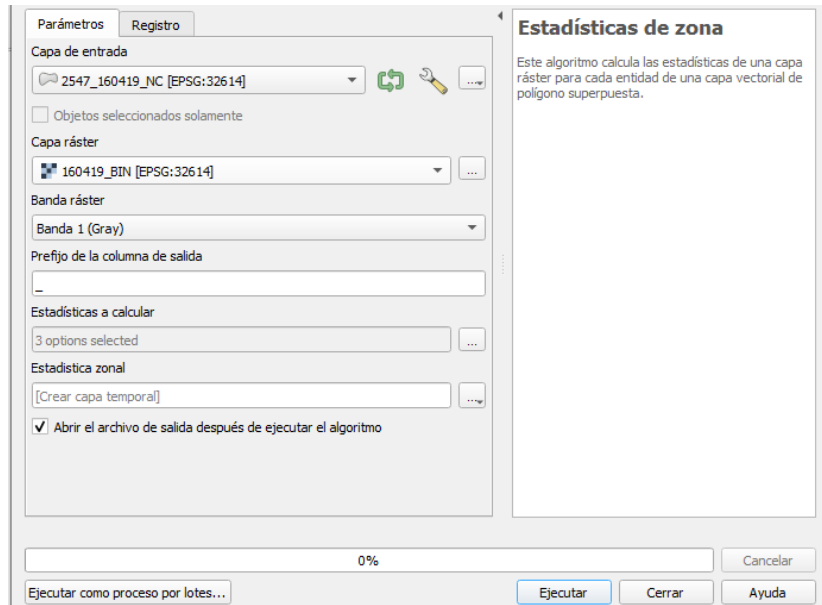 Parámetros
Registro
Capa de entrada
2547_160419_NC [EPSG:32614]
...
Objetos seleccionados solamente
Capa ráster
160419_BIN [EPSG:32614]
...
Banda ráster
Banda 1 (Gray)
Prefijo de la columna de salida
_
Estadísticas a calcular
3 options selected
...
Estadistica zonal
[Crear capa temporal]
...
Abrir el archivo de salida después de ejecutar el algoritmo
Estadísticas de zona
Este algoritmo calcula las estadísticas de una capa
ráster para cada entidad de una capa vectorial de
polígono superpuesta.
0%
Cancelar
Ejecutar como proceso por lotes...
Ejecutar
Cerrar
Ayuda